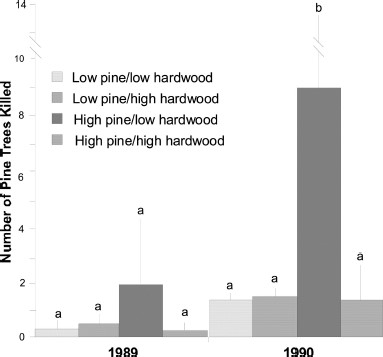 14
b
10
8
6
4
2
0
Number of Pine Trees Killed
Low pine/low hardwood
Low pine/high hardwood
High pine/low hardwood
High pine/high hardwood
a
a
a
a
a
a
a
1989
1990